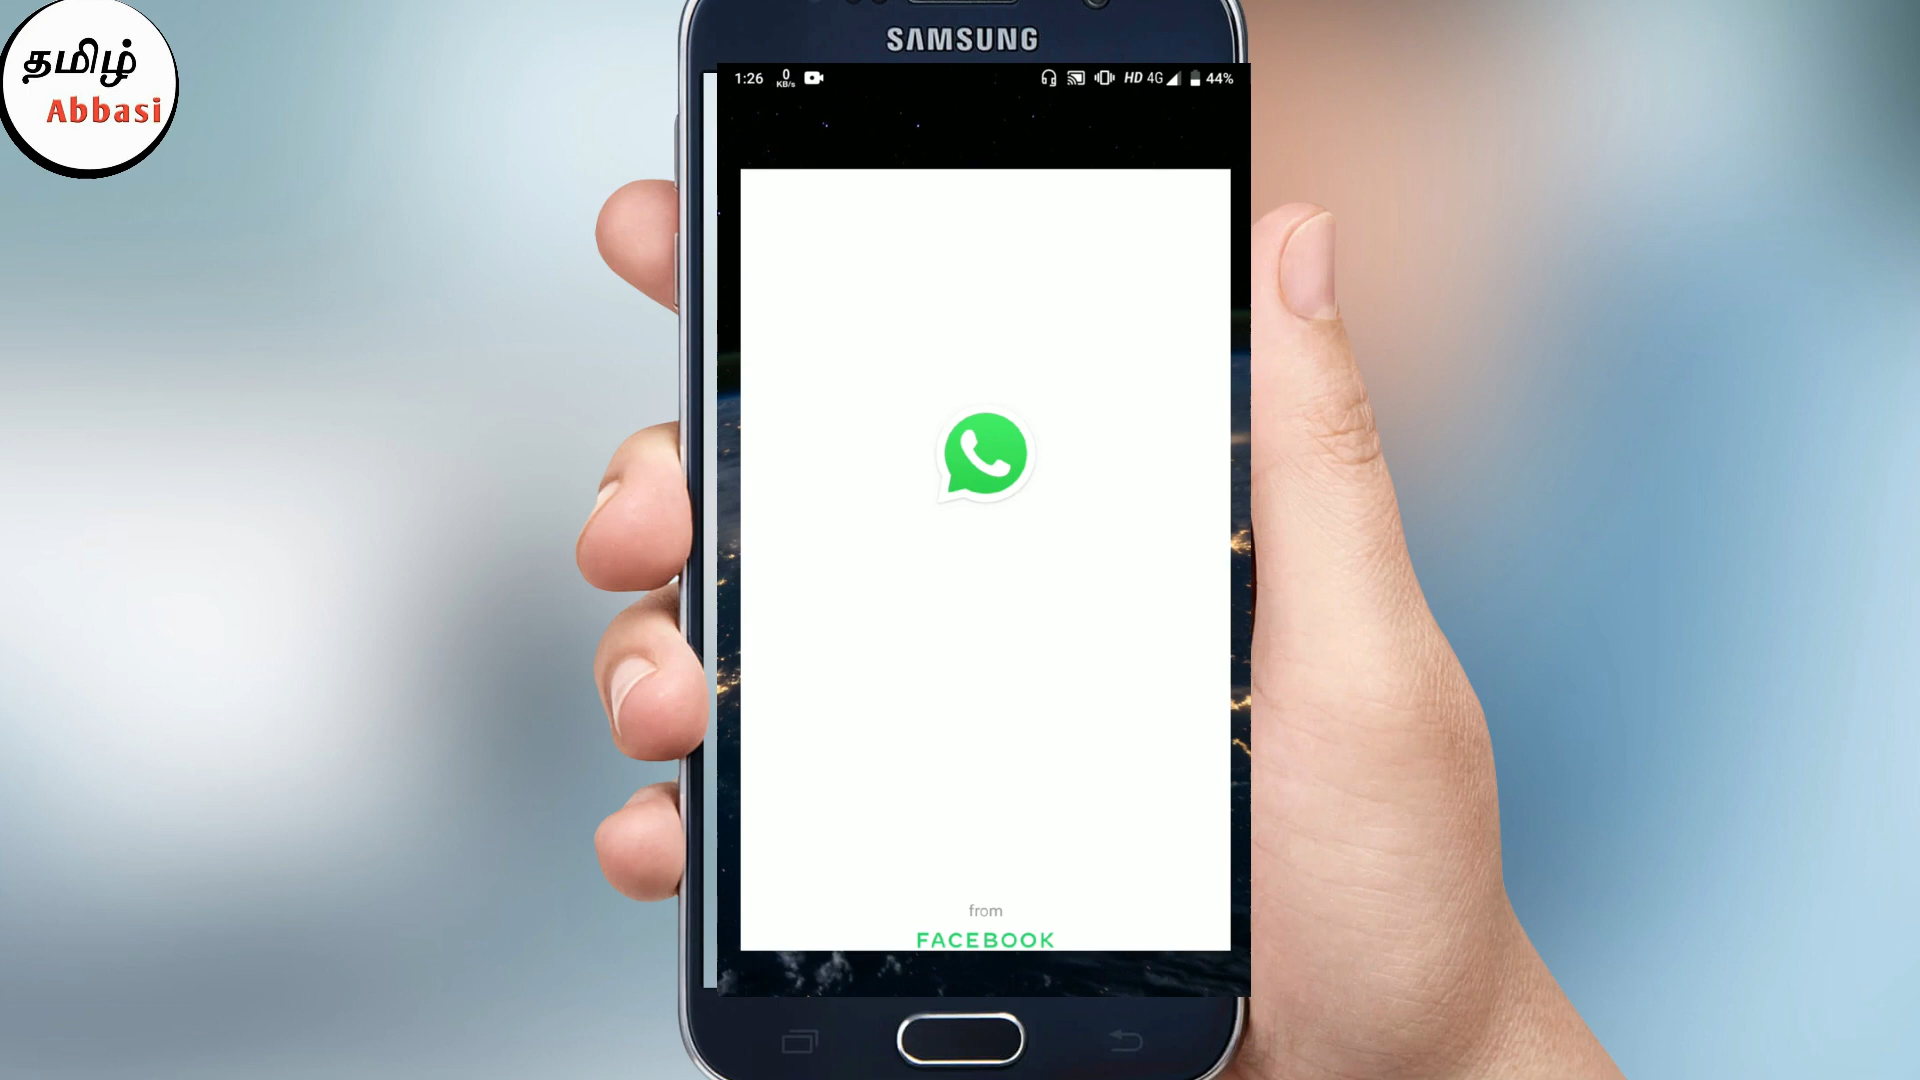 தமிழ்
Abbasi
SAMSUNG
1:26 0 KB/s HD 4G 44%
from
FACEBOOK